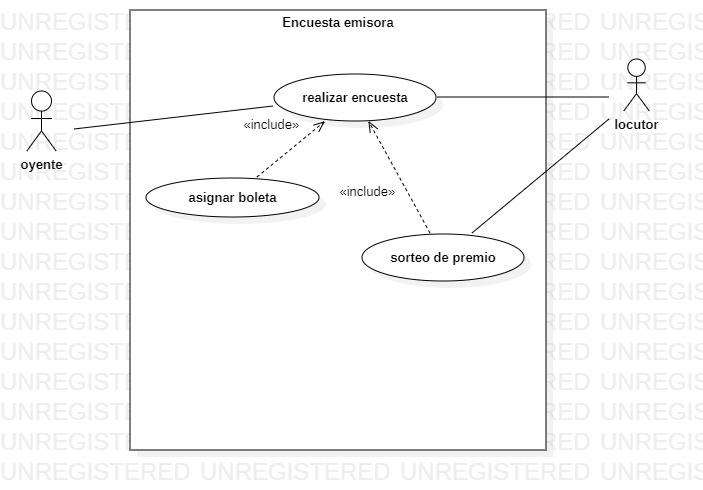 Encuesta emisora
realizar encuesta
«include»
oyente
locutor
asignar boleta
«include»
sorteo de premio
UNREGISTERED UNREGISTERED UNREGISTERED